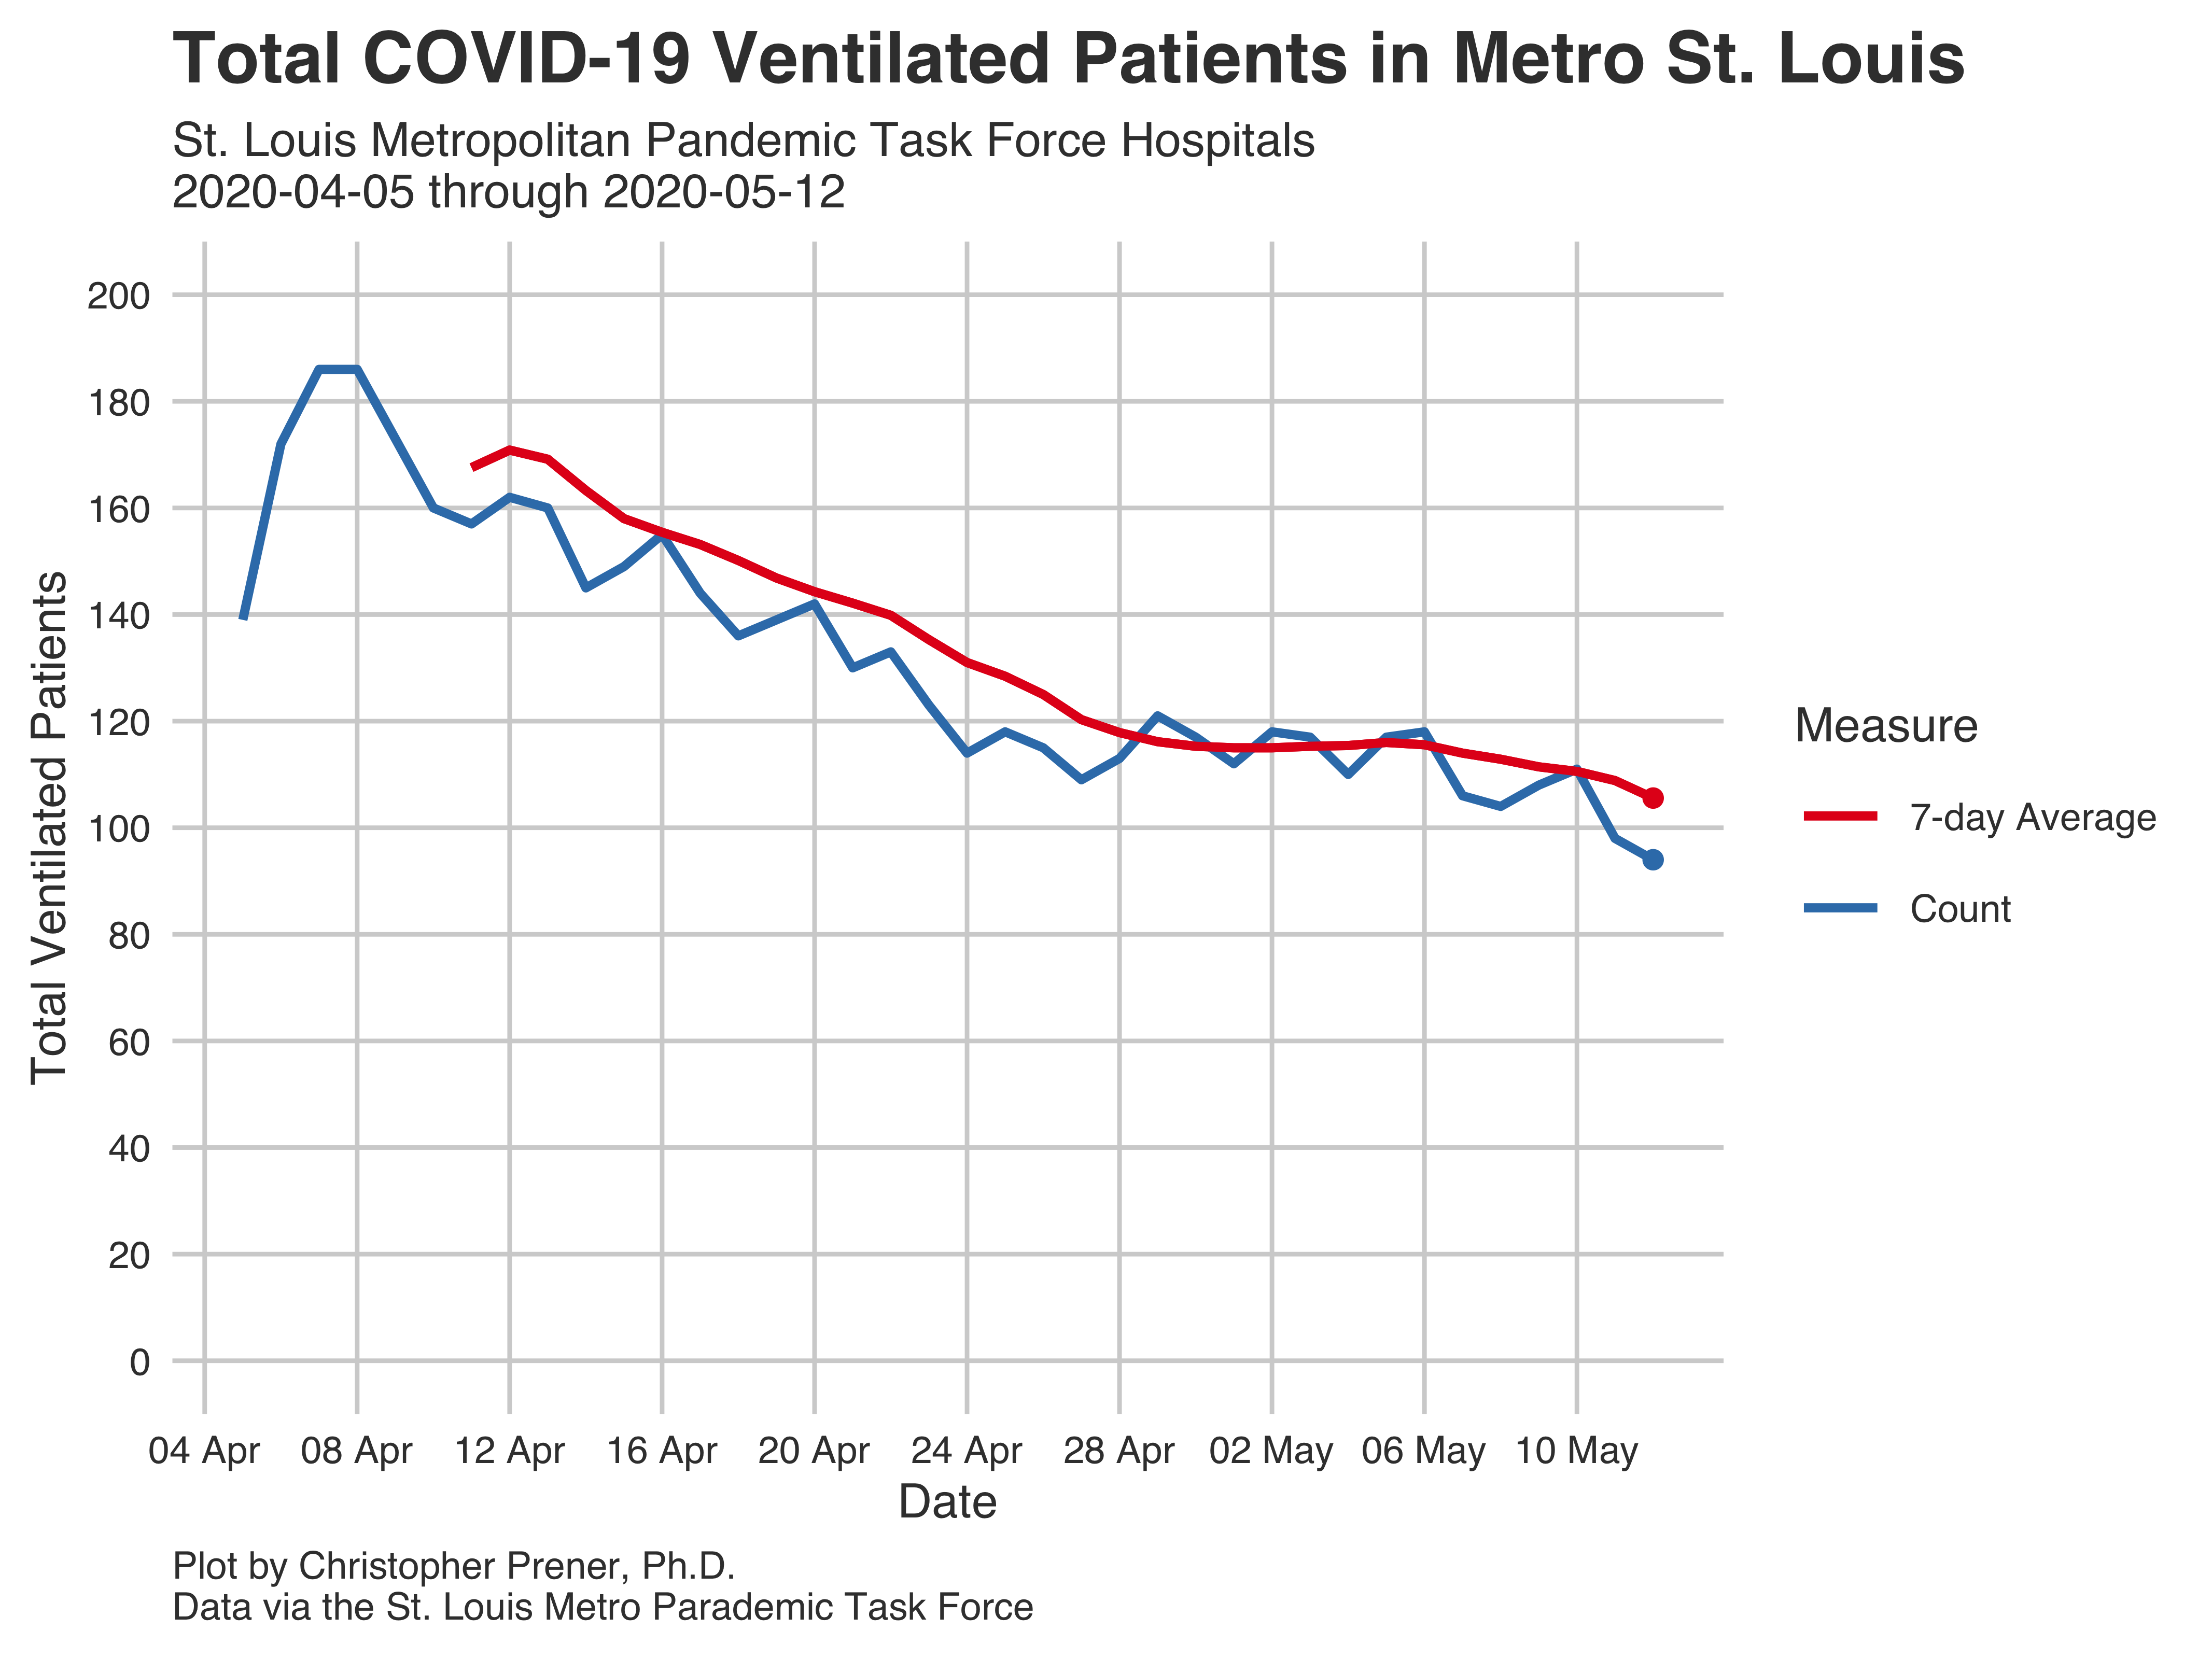 Total COVID-19 Ventilated Patients in Metro St. Louis
St. Louis Metropolitan Pandemic Task Force Hospitals
2020-04-05 through 2020-05-12
Total Ventilated Patients
200
180
160
140
120
100
80
60
40
20
0
04 Apr 08 Apr 12 Apr 16 Apr 20 Apr 24 Apr 28 Apr 02 May 06 May 10 May
Date
Measure
7-day Average
Count
Plot by Christopher Prener, Ph.D.
Data via the St. Louis Metro Parademic Task Force